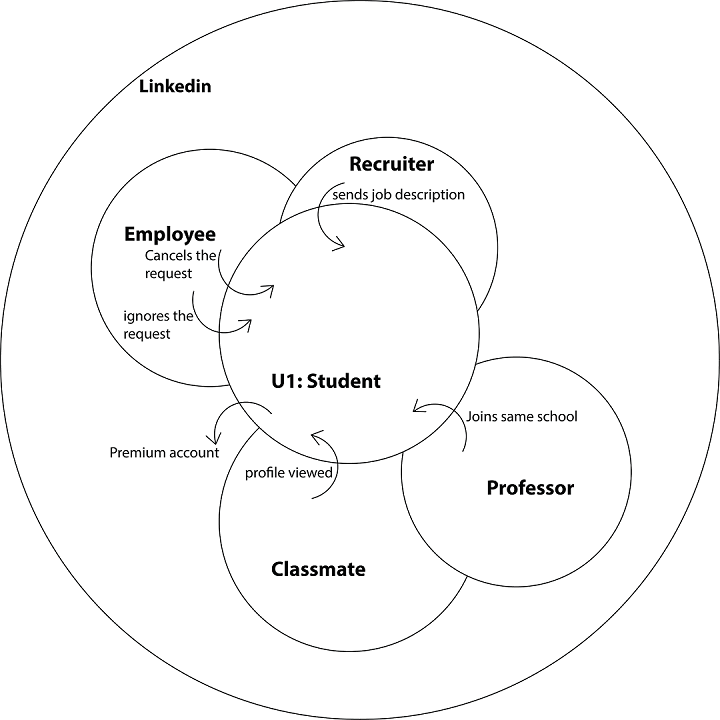 Linkedin
Recruiter
sends job description
Employee
Cancels the
request
ignores the
request
U1: Student
Joins same school
Premium account
profile viewed
Professor
Classmate